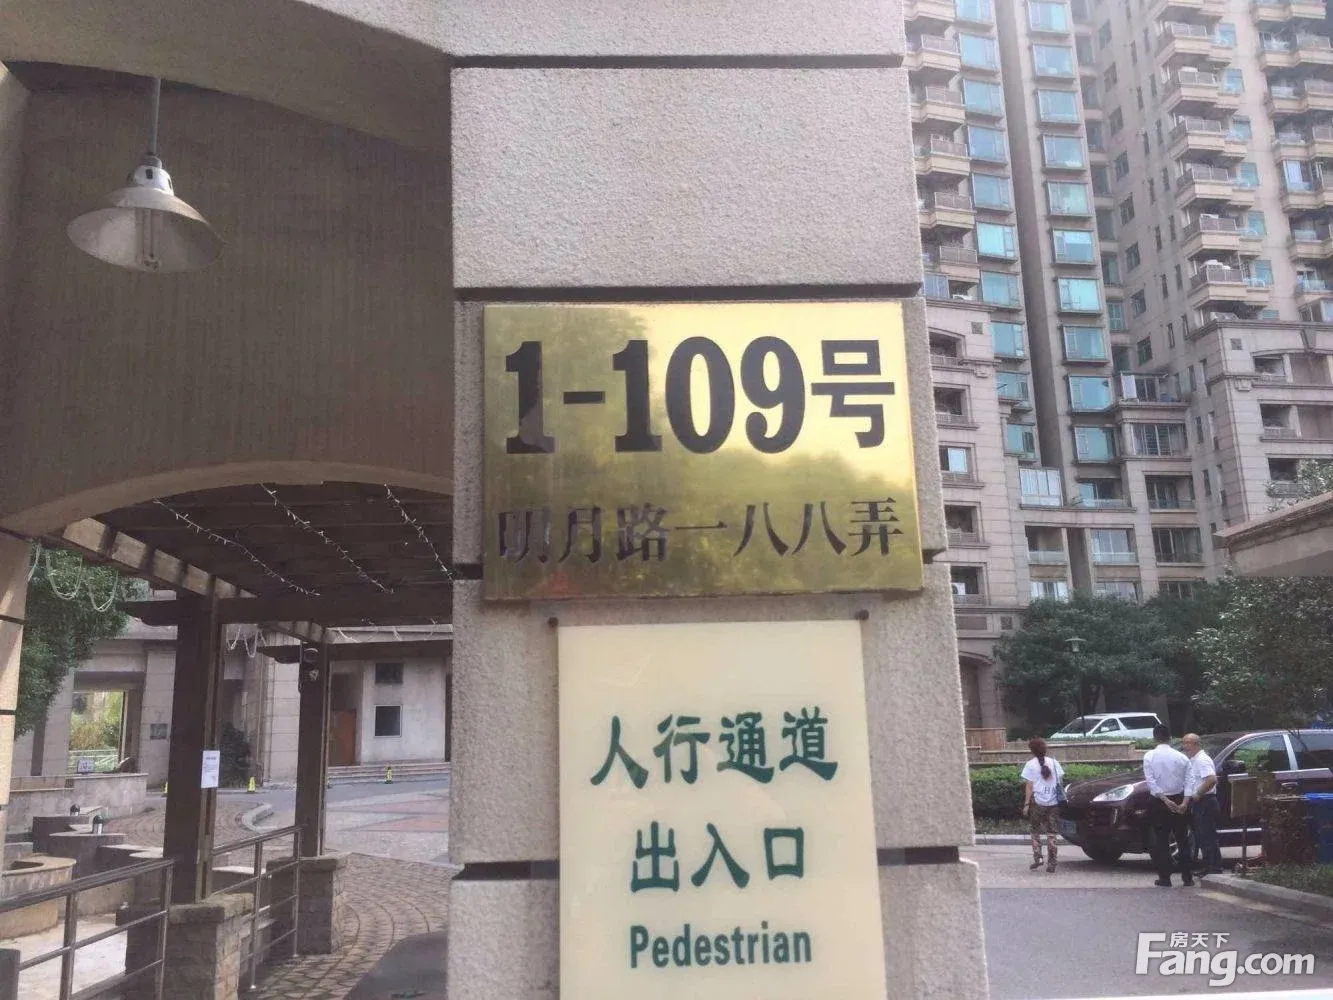 1-109号
明月路一八八弄
人行通道
出入口
Pedestrian
房天下
Fang.com